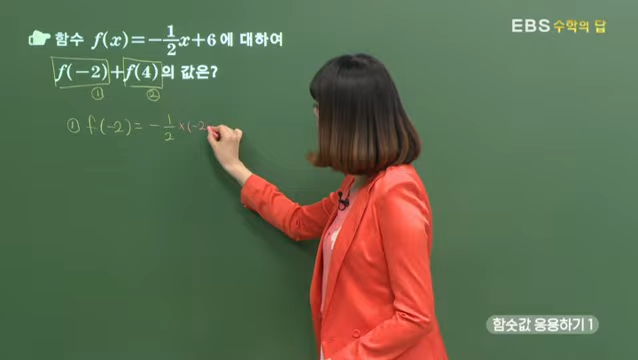 함수 f(x)=-1/2x+6에 대하여
EBS 수학의 답
f(-2)+f(4)의 값은?
① ②
① f(-2)=-1/2×(-2
함숫값 응용하기 1